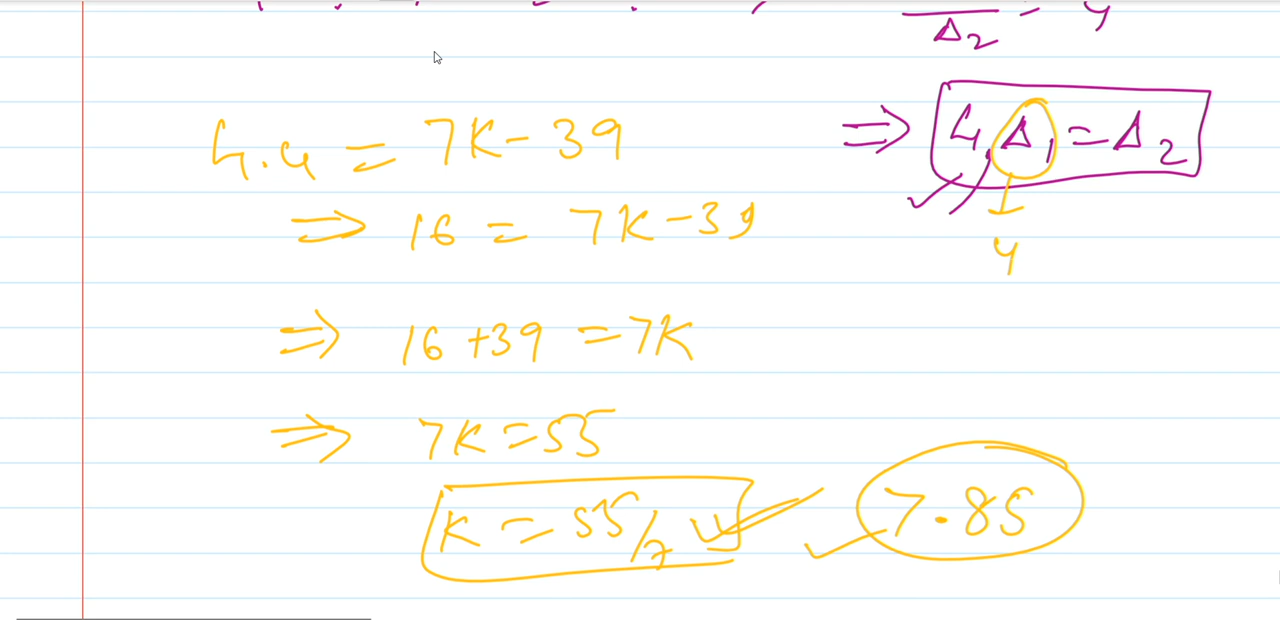 Δ₂ = 4
⇒ 4.Δ₁ = Δ₂
4.4 = 7K - 39
⇒ 16 = 7K - 39
4
⇒ 16 + 39 = 7K
⇒ 7K = 55
K = 55/7
7.85